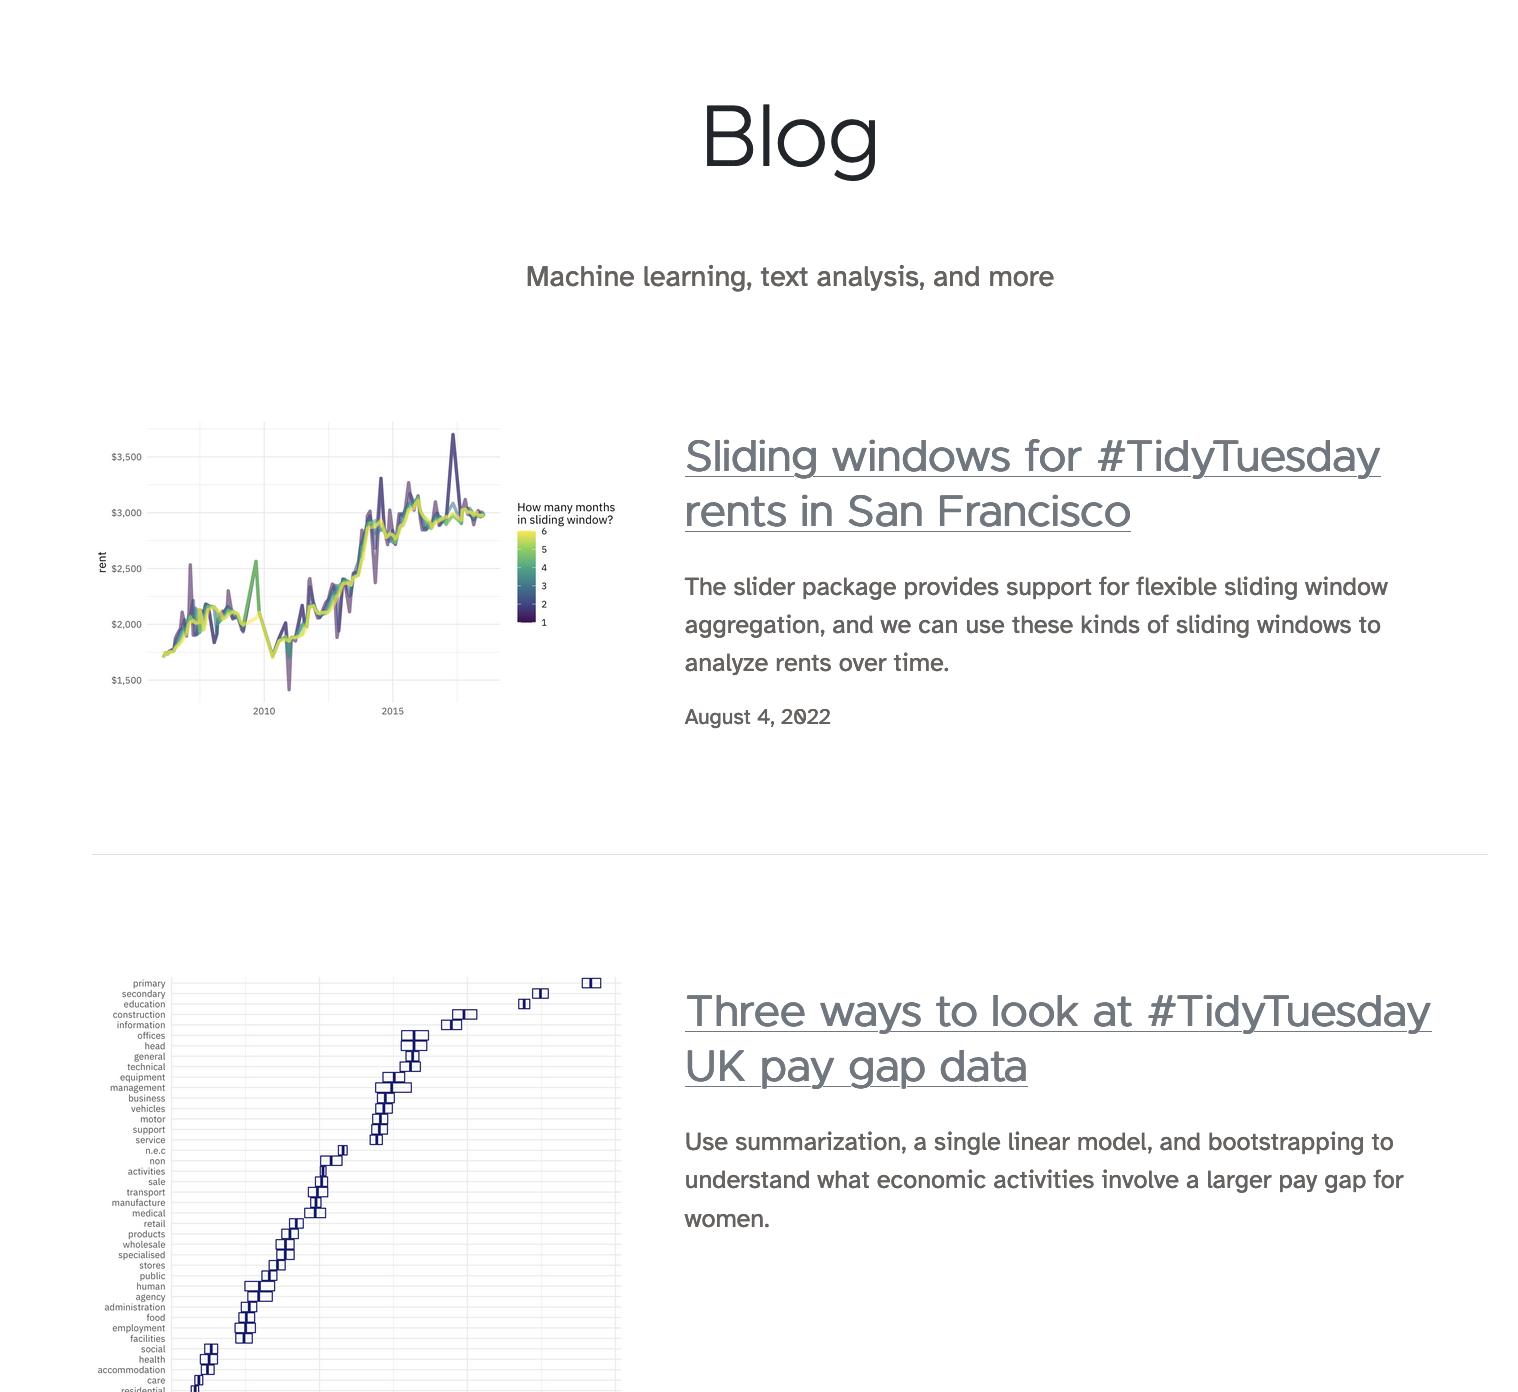 Blog
Machine learning, text analysis, and more
$3,500
$3,000
$2,500
$2,000
$1,500
rent
2010
2015
How many months
in sliding window?
6
5
4
3
2
1
Sliding windows for #TidyTuesday
rents in San Francisco
The slider package provides support for flexible sliding window
aggregation, and we can use these kinds of sliding windows to
analyze rents over time.
August 4, 2022
primary
secondary
education
construction
information
offices
head
general
technical
equipment
management
business
vehicles
motor
support
service
n.e.c
non
activities
sale
transport
manufacture
medical
retail
products
wholesale
specialised
stores
public
human
agency
administration
food
employment
facilities
social
health
accommodation
care
residential
Three ways to look at #TidyTuesday
UK pay gap data
Use summarization, a single linear model, and bootstrapping to
understand what economic activities involve a larger pay gap for
women.